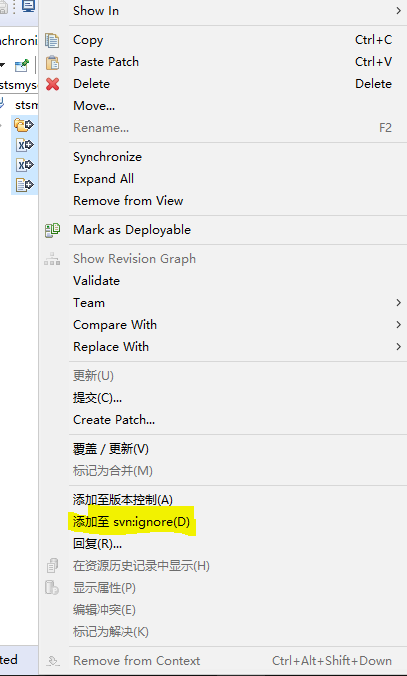 Show In
nchroni
Copy Ctrl+C
Paste Patch Ctrl+V
stsmys
Delete Delete
stsm
Move...
Rename... F2
Synchronize
Expand All
Remove from View
Mark as Deployable
Show Revision Graph
Validate
Team
Compare With
Replace With
更新(U)
提交(C)...
Create Patch...
覆盖 / 更新(V)
标记为合并(M)
添加至版本控制(A)
添加至 svn:ignore(D)
回复(R)...
在资源历史记录中显示(H)
显示属性(P)
编辑冲突(E)
标记为解决(K)
ted
Remove from Context Ctrl+Alt+Shift+Down